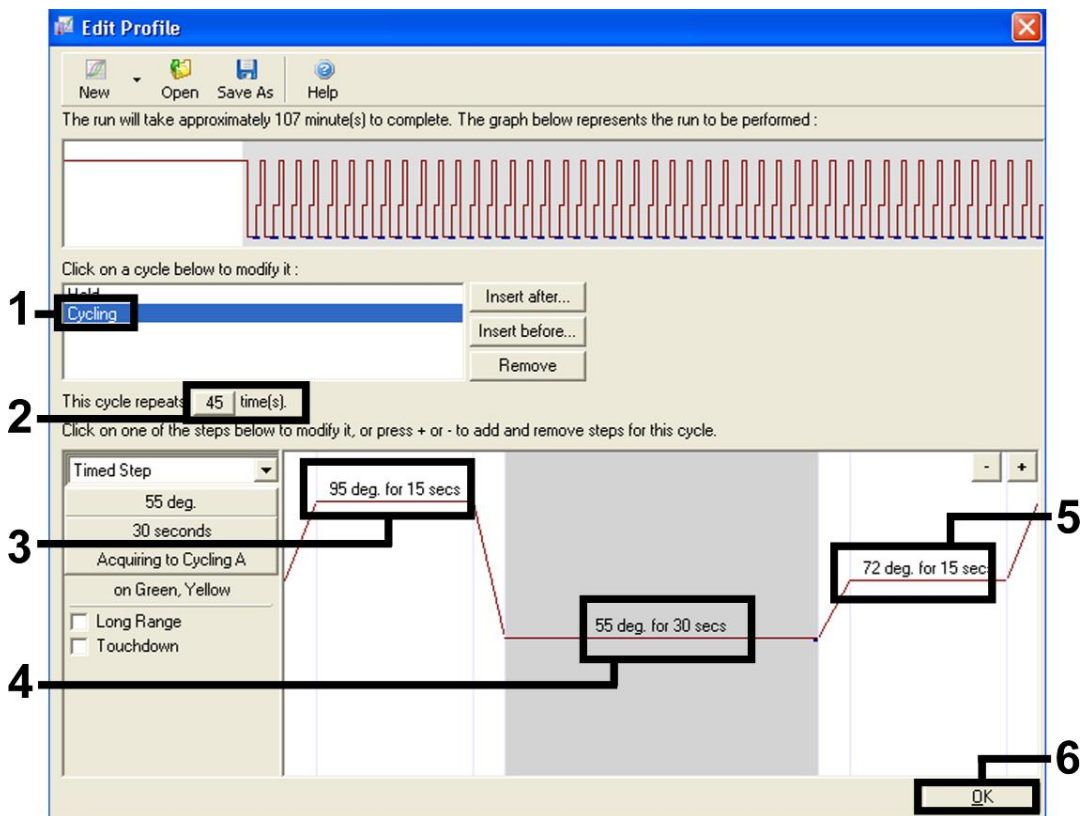 Edit Profile
New Open Save As Help
The run will take approximately 107 minute(s) to complete. The graph below represents the run to be performed :
Click on a cycle below to modify it :
Hold
Insert after...
1
Cycling
Insert before...
Remove
2
This cycle repeats 45 time(s).
Click on one of the steps below to modify it, or press + or - to add and remove steps for this cycle.
Timed Step
- +
55 deg.
95 deg. for 15 secs
30 seconds
3
5
Acquiring to Cycling A
72 deg. for 15 secs
on Green, Yellow
Long Range
55 deg. for 30 secs
Touchdown
4
6
OK